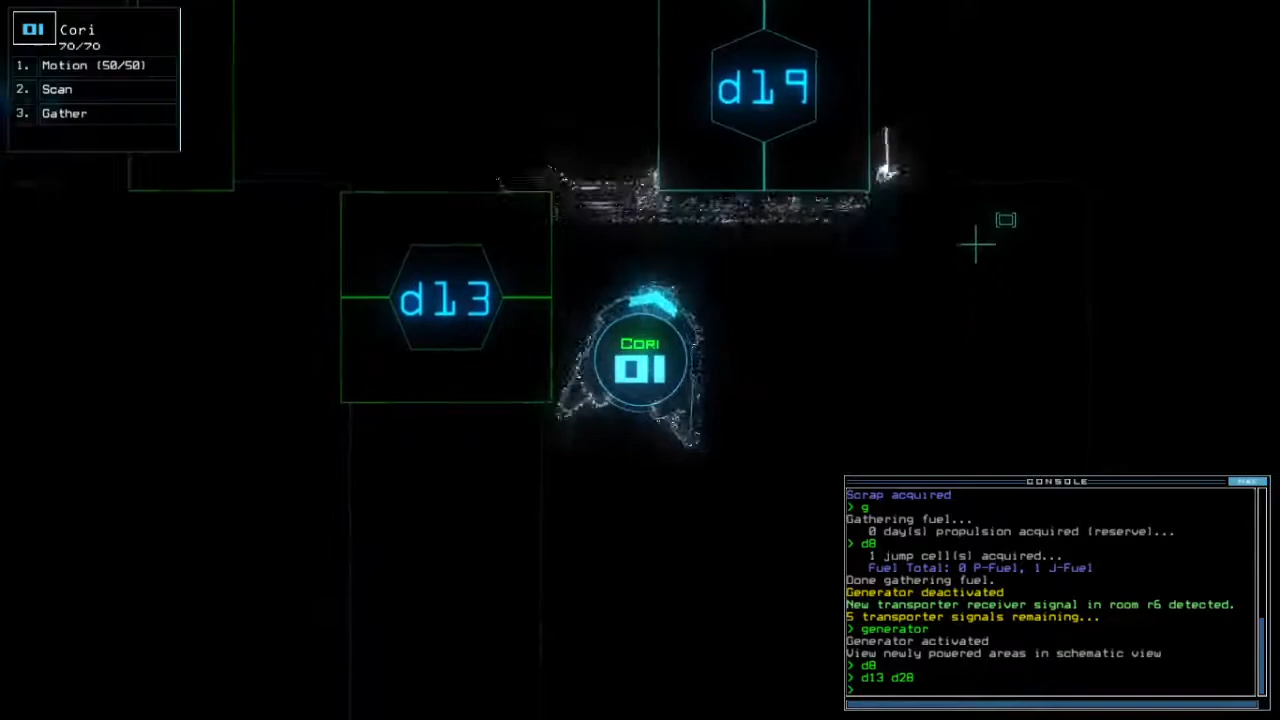 01 Cori
70/70
1. Motion (50/50)
2. Scan
3. Gather
d19
d13
Cori
01
CONSOLE
Scrap acquired
> g
Gathering fuel...
0 day(s) propulsion acquired (reserve)...
> d8
1 jump cell(s) acquired...
Fuel Total: 0 P-Fuel, 1 J-Fuel
Done gathering fuel.
Generator deactivated
New transporter receiver signal in room r6 detected.
5 transporter signals remaining...
> generator
Generator activated
View newly powered areas in schematic view
> d8
> d13 d28
>